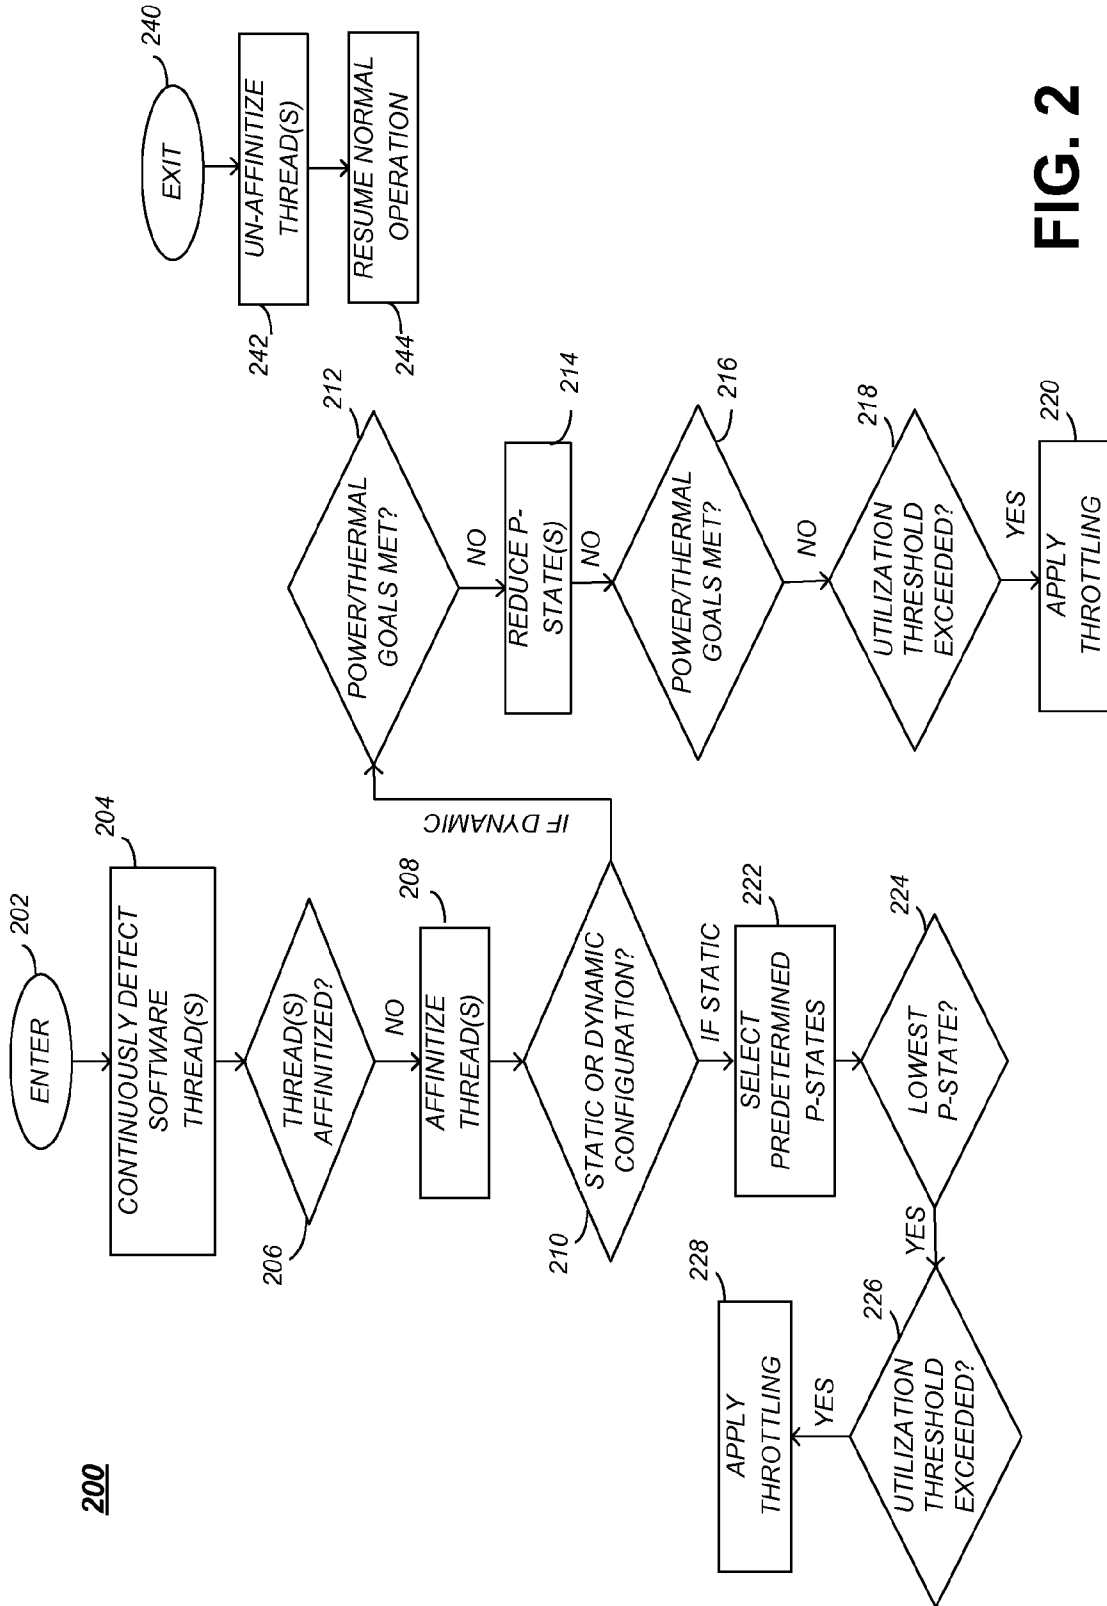 200
202
ENTER
204
CONTINUOUSLY DETECT
SOFTWARE
THREAD(S)
206
THREAD(S)
AFFINITIZED?
NO
208
AFFINITIZE
THREAD(S)
210
STATIC OR DYNAMIC
CONFIGURATION?
IF DYNAMIC
IF STATIC
222
SELECT
PREDETERMINED
P-STATES
224
LOWEST
P-STATE?
YES
226
UTILIZATION
THRESHOLD
EXCEEDED?
YES
228
APPLY
THROTTLING
212
POWER/THERMAL
GOALS MET?
NO
214
REDUCE P-
STATE(S)
NO
216
POWER/THERMAL
GOALS MET?
NO
218
UTILIZATION
THRESHOLD
EXCEEDED?
YES
220
APPLY
THROTTLING
240
EXIT
242
UN-AFFINITIZE
THREAD(S)
244
RESUME NORMAL
OPERATION
FIG. 2